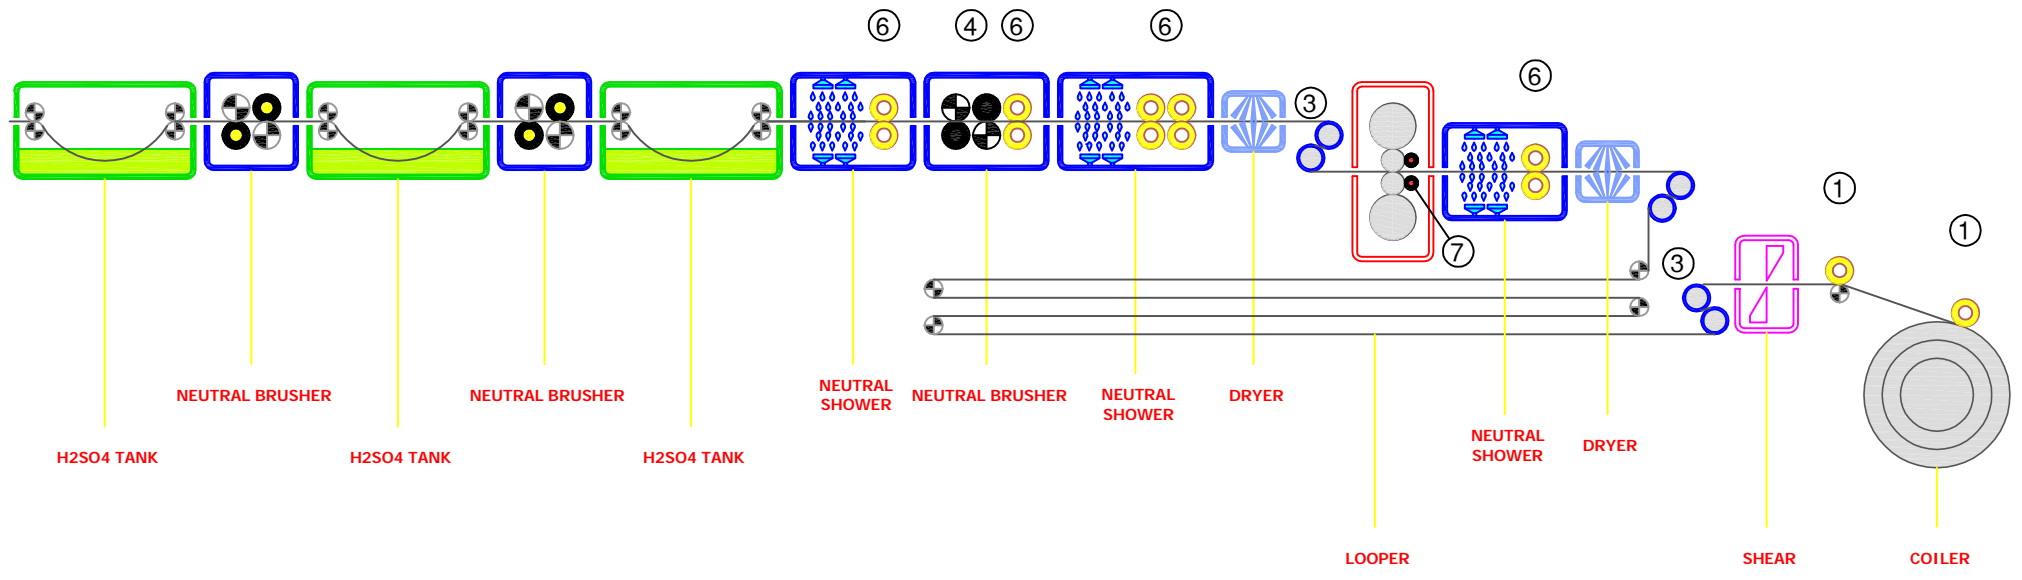 6
4
6
6
6
3
7
1
1
3
NEUTRAL BRUSHER
NEUTRAL BRUSHER
NEUTRAL
SHOWER
NEUTRAL BRUSHER
NEUTRAL
SHOWER
DRYER
H2SO4 TANK
H2SO4 TANK
H2SO4 TANK
NEUTRAL
SHOWER
DRYER
LOOPER
SHEAR
COILER